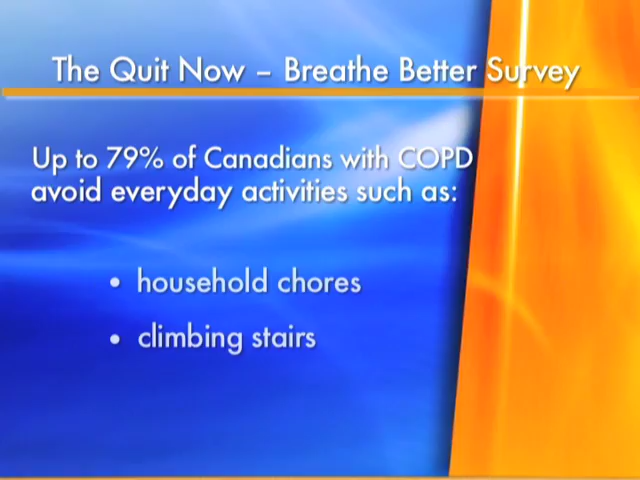 The Quit Now – Breathe Better Survey
Up to 79% of Canadians with COPD
avoid everyday activities such as:
• household chores
• climbing stairs